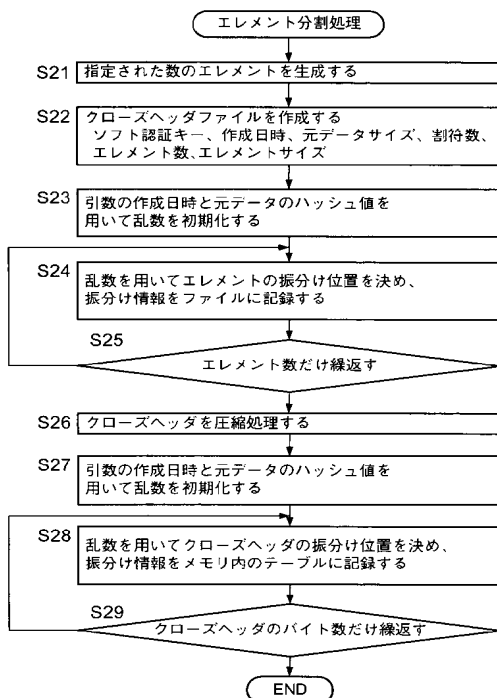 エレメント分割処理
S21
指定された数のエレメントを生成する
S22
クローズヘッダファイルを作成する
ソフト認証キー、作成日時、元データサイズ、割符数、
エレメント数、エレメントサイズ
S23
引数の作成日時と元データのハッシュ値を
用いて乱数を初期化する
S24
乱数を用いてエレメントの振分け位置を決め、
振分け情報をファイルに記録する
S25
エレメント数だけ繰返す
S26
クローズヘッダを圧縮処理する
S27
引数の作成日時と元データのハッシュ値を
用いて乱数を初期化する
S28
乱数を用いてクローズヘッダの振分け位置を決め、
振分け情報をメモリ内のテーブルに記録する
S29
クローズヘッダのバイト数だけ繰返す
END